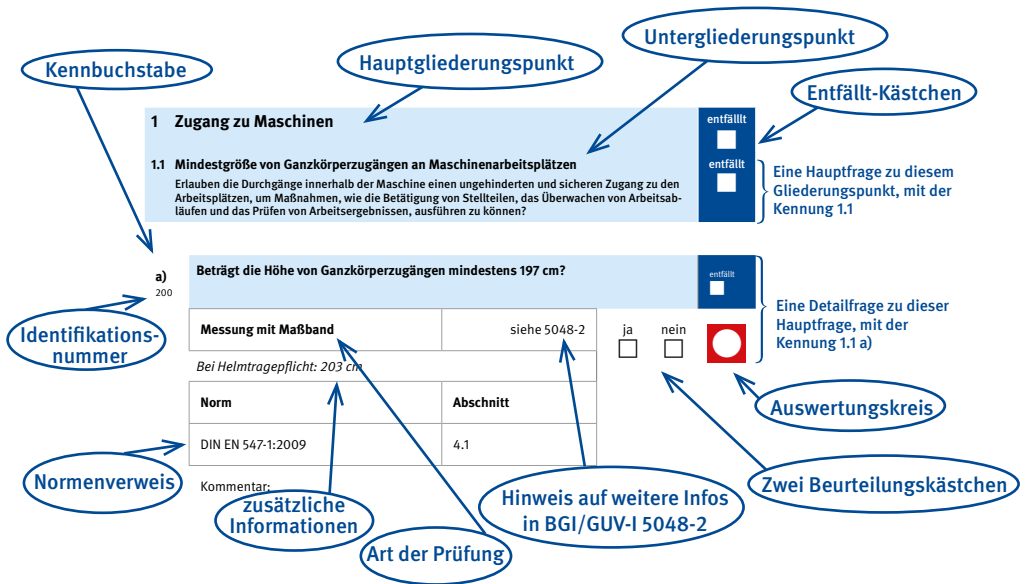 Kennbuchstabe
Hauptgliederungspunkt
Untergliederungspunkt
Entfällt-Kästchen
1 Zugang zu Maschinen
entfälllt
1.1 Mindestgröße von Ganzkörperzugängen an Maschinenarbeitsplätzen
entfällt
Erlauben die Durchgänge innerhalb der Maschine einen ungehinderten und sicheren Zugang zu den
Arbeitsplätzen, um Maßnahmen, wie die Betätigung von Stellteilen, das Überwachen von Arbeitsab-
läufen und das Prüfen von Arbeitsergebnissen, ausführen zu können?
Eine Hauptfrage zu diesem
Gliederungspunkt, mit der
Kennung 1.1
a)
200
Beträgt die Höhe von Ganzkörperzugängen mindestens 197 cm?
entfällt
Identifikations-
nummer
Messung mit Maßband
siehe 5048-2
ja
nein
Eine Detailfrage zu dieser
Hauptfrage, mit der
Kennung 1.1 a)
Bei Helmtragepflicht: 203 cm
Norm
Abschnitt
Auswertungskreis
DIN EN 547-1:2009
4.1
Normenverweis
Kommentar:
zusätzliche
Informationen
Hinweis auf weitere Infos
in BGI/GUV-I 5048-2
Zwei Beurteilungskästchen
Art der Prüfung